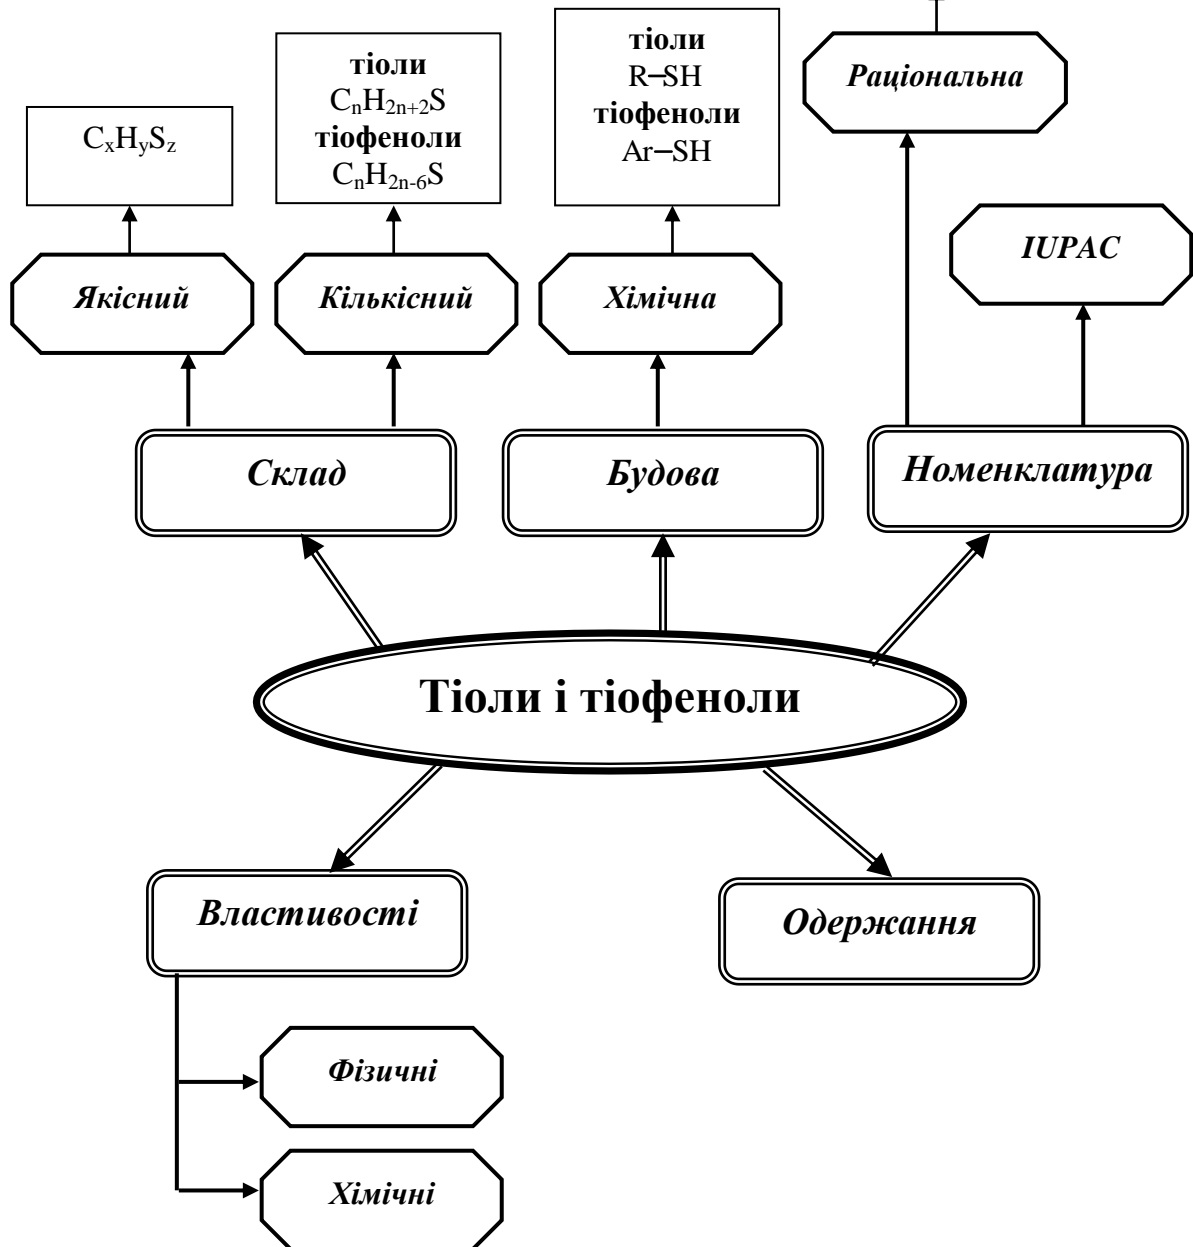 тіоли
R–SH
тіофеноли
Ar–SH
тіоли
CnH2n+2S
тіофеноли
CnH2n-6S
CxHySz
Раціональна
IUPAC
Якісний
Кількісний
Хімічна
Склад
Будова
Номенклатура
Тіоли і тіофеноли
Властивості
Одержання
Фізичні
Хімічні